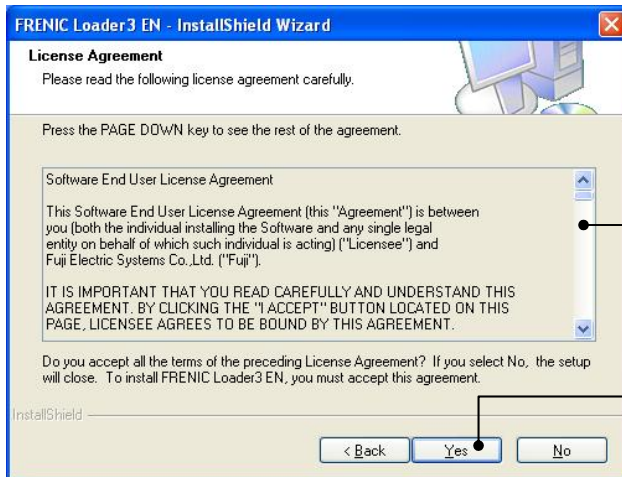 FRENIC Loader3 EN - InstallShield Wizard
License Agreement
Please read the following license agreement carefully.
Press the PAGE DOWN key to see the rest of the agreement.
Software End User License Agreement
This Software End User License Agreement (this "Agreement") is between
you (both the individual installing the Software and any single legal
entity on behalf of which such individual is acting) ("Licensee") and
Fuji Electric Systems Co.,Ltd. ("Fuji").
IT IS IMPORTANT THAT YOU READ CAREFULLY AND UNDERSTAND THIS
AGREEMENT. BY CLICKING THE "I ACCEPT" BUTTON LOCATED ON THIS
PAGE, LICENSEE AGREES TO BE BOUND BY THIS AGREEMENT.
Do you accept all the terms of the preceding License Agreement? If you select No, the setup
will close. To install FRENIC Loader3 EN, you must accept this agreement.
InstallShield
< Back Yes No